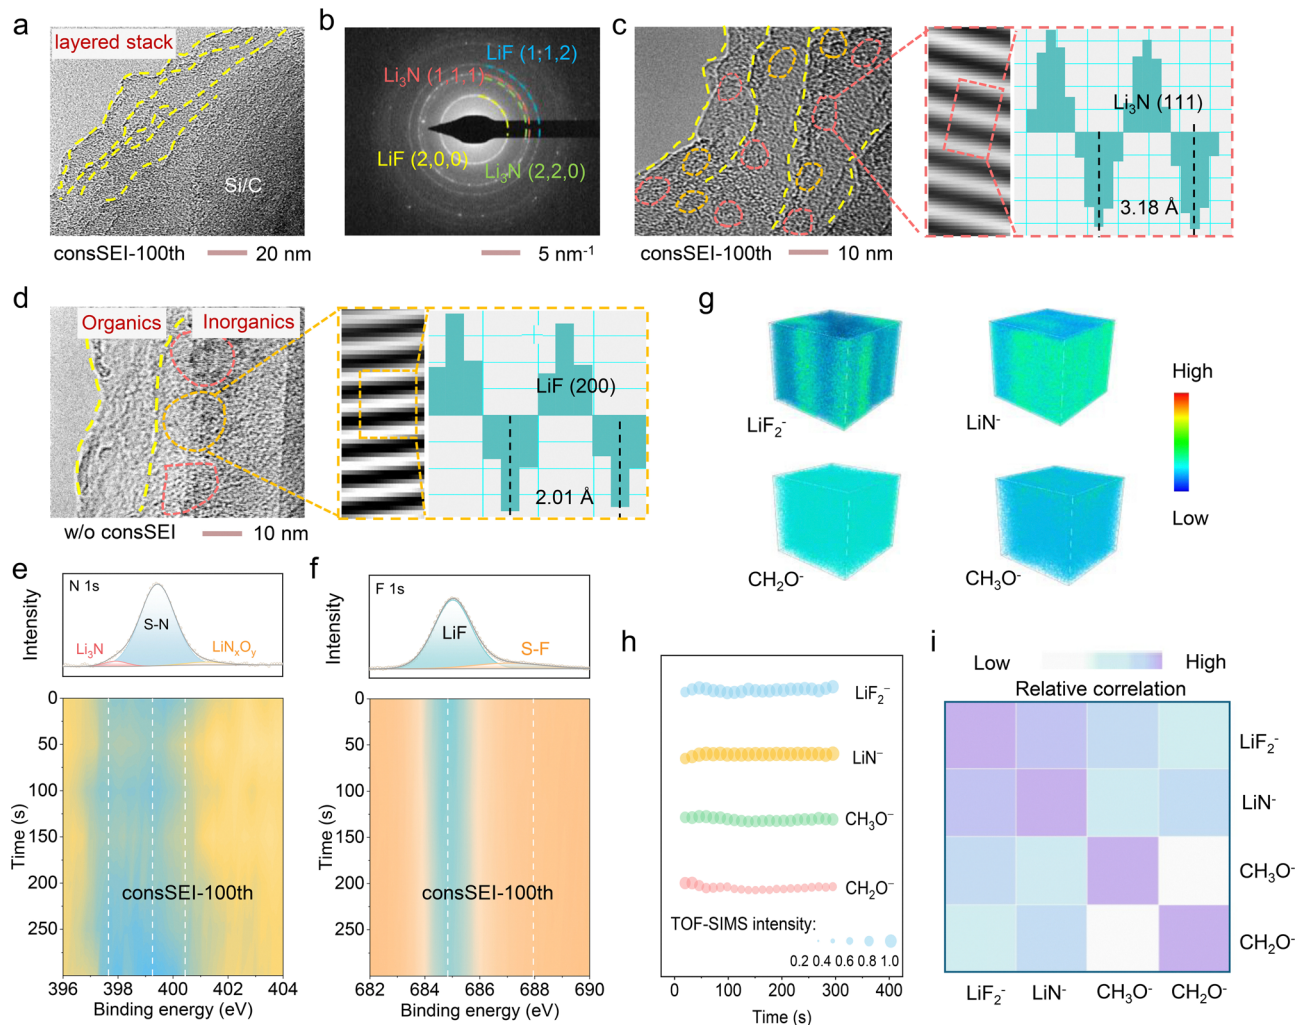 a
layered stack
Si/C
consSEI-100th
20 nm
b
LiF (1,1,2)
Li₃N (1,1,1)
LiF (2,0,0)
Li₃N (2,2,0)
5 nm⁻¹
c
consSEI-100th
10 nm
Li₃N (111)
3.18 Å
d
Organics
Inorganics
w/o consSEI
10 nm
LiF (200)
2.01 Å
g
LiF₂⁻
LiN⁻
CH₂O⁻
CH₃O⁻
High
Low
e
N 1s
S-N
Li₃N
LiNₓOᵧ
Intensity
0
50
100
150
200
250
Time (s)
consSEI-100th
396 398 400 402 404
Binding energy (eV)
f
F 1s
LiF
S-F
Intensity
0
50
100
150
200
250
Time (s)
consSEI-100th
682 684 686 688 690
Binding energy (eV)
h
LiF₂⁻
LiN⁻
CH₃O⁻
CH₂O⁻
TOF-SIMS intensity:
0.2 0.4 0.6 0.8 1.0
0 100 200 300 400
Time (s)
i
Low
High
Relative correlation
LiF₂⁻
LiN⁻
CH₃O⁻
CH₂O⁻
LiF₂⁻ LiN⁻ CH₃O⁻ CH₂O⁻